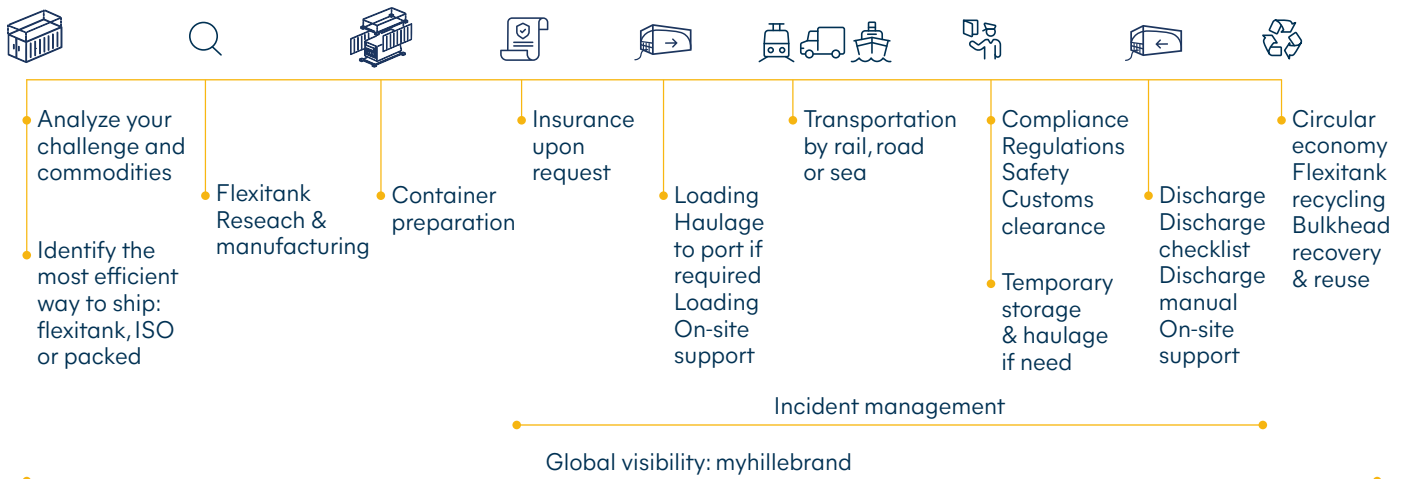 Analyze your
challenge and
commodities
Identify the
most efficient
way to ship:
flexitank, ISO
or packed
Flexitank
Reseach &
manufacturing
Container
preparation
Insurance
upon
request
Loading
Haulage
to port if
required
Loading
On-site
support
Transportation
by rail, road
or sea
Compliance
Regulations
Safety
Customs
clearance
Temporary
storage
& haulage
if need
Discharge
Discharge
checklist
Discharge
manual
On-site
support
Circular
economy
Flexitank
recycling
Bulkhead
recovery
& reuse
Incident management
Global visibility: myhillebrand